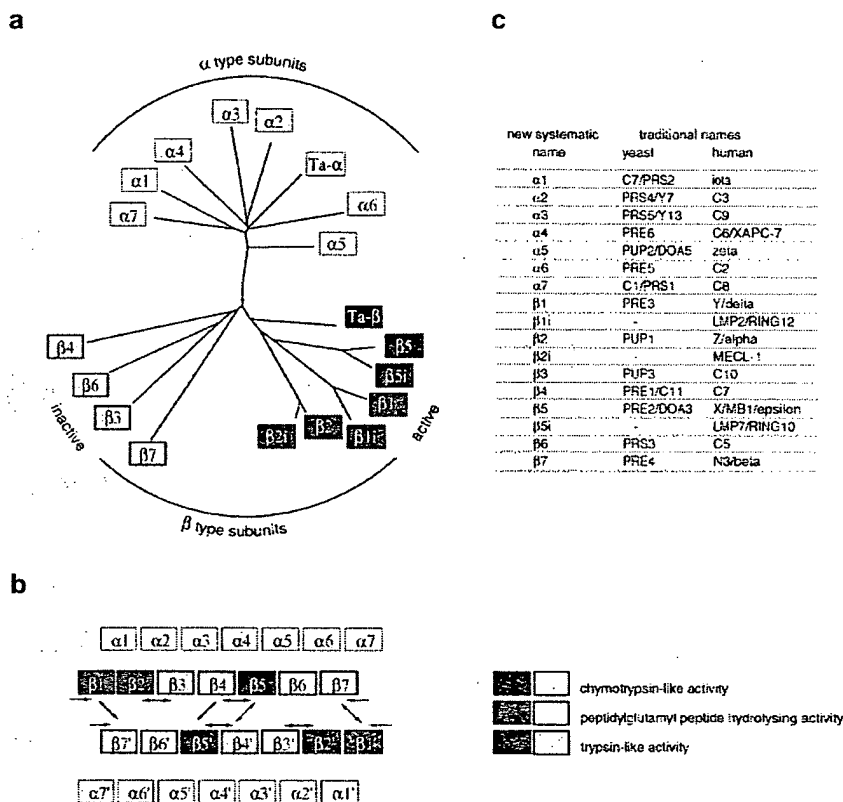 a
α type subunits
α3
α2
α4
Ta-α
α1
α6
α7
α5
Ta-β
β4
β5
β5i
β6
β1
β3
β2i
β2
β1i
β7
inactive
active
β type subunits
c
new systematic name
traditional names
yeast
human
α1 C7/PRS2 iota
α2 PRS4/Y7 C3
α3 PRS5/Y13 C9
α4 PRE6 C6/XAPC-7
α5 PUP2/DOA5 zeta
α6 PRE5 C2
α7 C1/PRS1 C8
β1 PRE3 Y/delta
β1i - LMP2/RING12
β2 PUP1 Z/alpha
β2i - MECL-1
β3 PUP3 C10
β4 PRE1/C11 C7
β5 PRE2/DOA3 X/MB1/epsilon
β5i - LMP7/RING10
β6 PRS3 C5
β7 PRE4 N3/beta
b
α1 α2 α3 α4 α5 α6 α7
β1 β2 β3 β4 β5 β6 β7
β7' β6' β5' β4' β3' β2' β1'
α7' α6' α5' α4' α3' α2' α1'
chymotrypsin-like activity
peptidylglutamyl peptide hydrolysing activity
trypsin-like activity